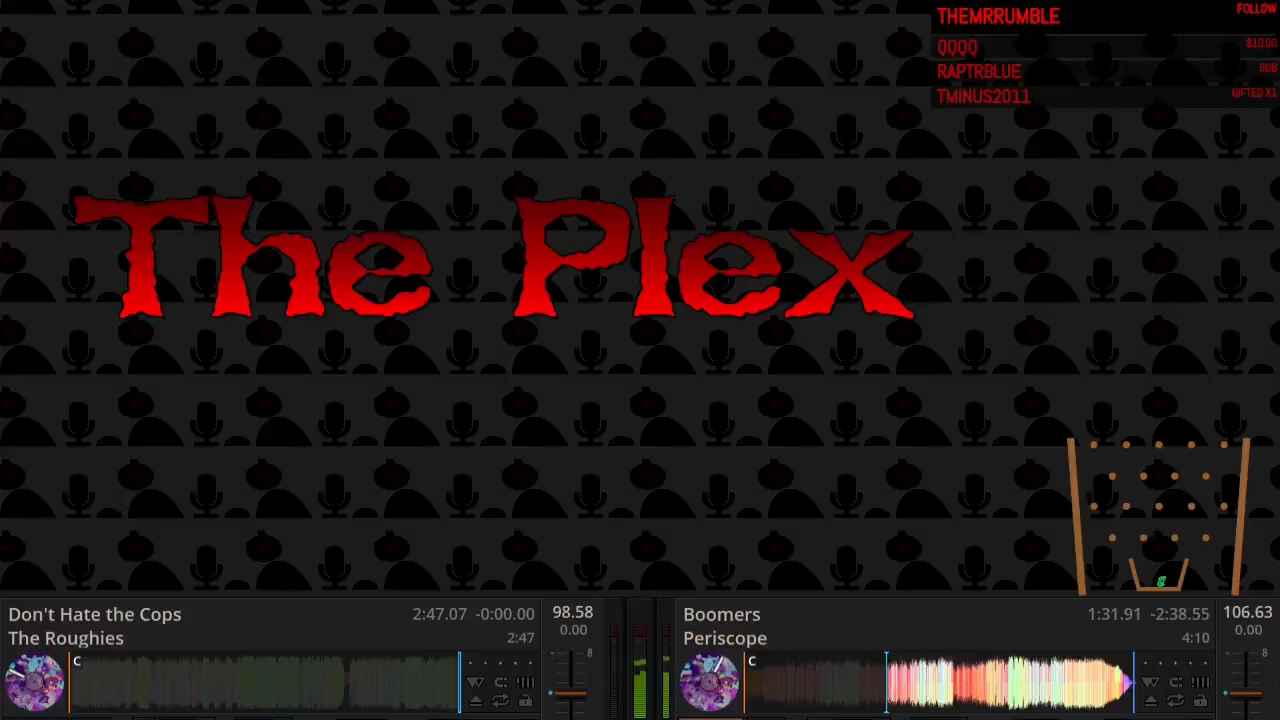 THEMRRUMBLE FOLLOW
QQQQ $10.00
RAPTRBLUE SUB
TMINUS2011 GIFTED X1
The Plex
Don't Hate the Cops 2:47.07 -0:00.00 98.58
The Roughies 2:47 0.00
C 8
Boomers 1:31.91 -2:38.55 106.63
Periscope 4:10 0.00
C 8